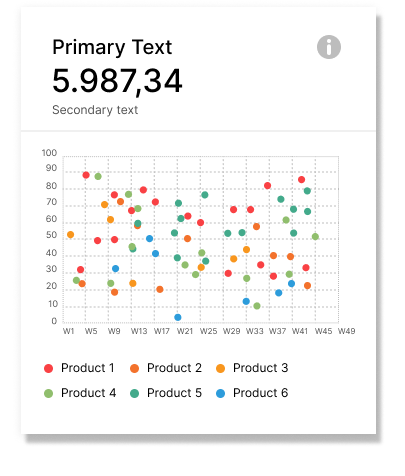 Primary Text
5.987,34
Secondary text
100
90
80
70
60
50
40
30
20
10
0
W1 W5 W9 W13 W17 W21 W25 W29 W33 W37 W41 W45 W49
Product 1 Product 2 Product 3
Product 4 Product 5 Product 6